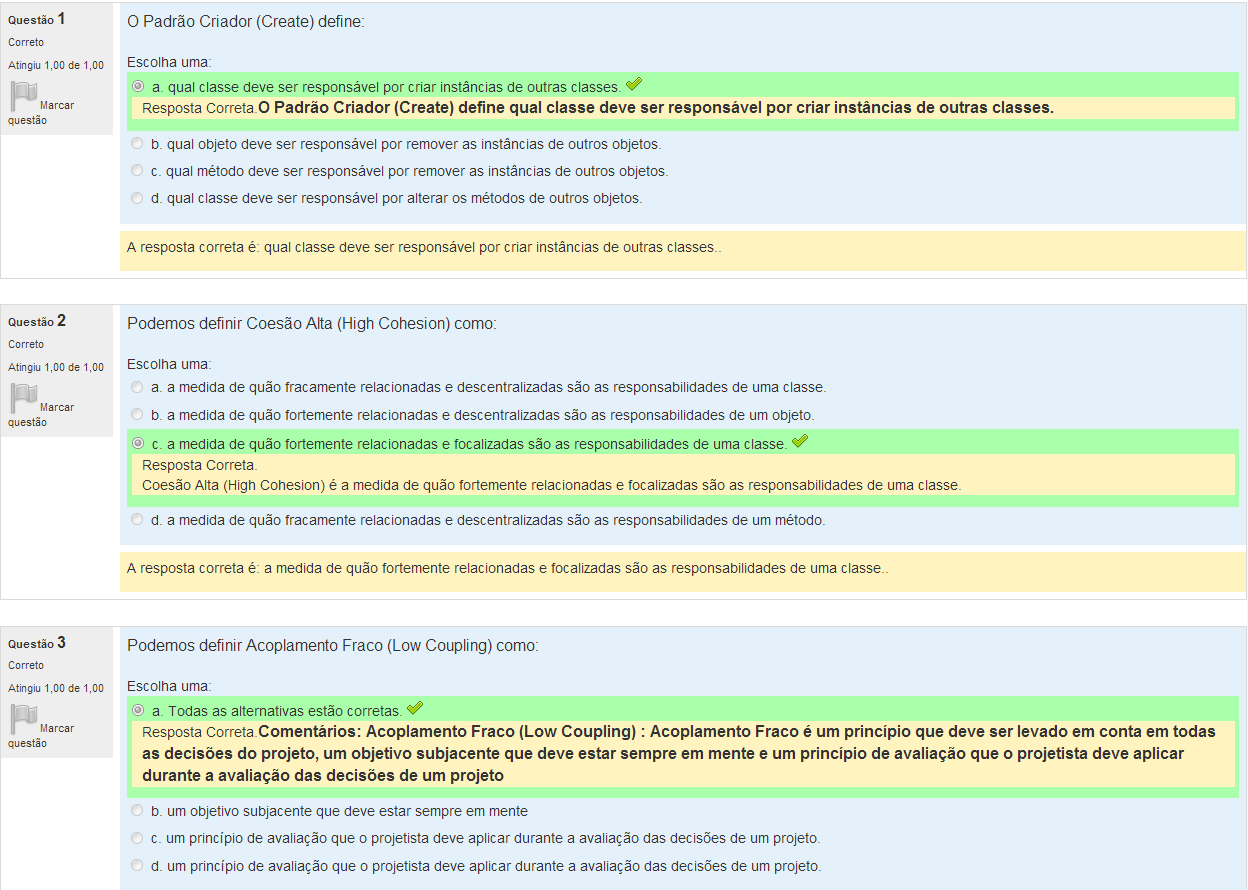 Questão 1
Correto
Atingiu 1,00 de 1,00
Marcar
questão
O Padrão Criador (Create) define:
Escolha uma:
a. qual classe deve ser responsável por criar instâncias de outras classes.
Resposta Correta.O Padrão Criador (Create) define qual classe deve ser responsável por criar instâncias de outras classes.
b. qual objeto deve ser responsável por remover as instâncias de outros objetos.
c. qual método deve ser responsável por remover as instâncias de outros objetos.
d. qual classe deve ser responsável por alterar os métodos de outros objetos.
A resposta correta é: qual classe deve ser responsável por criar instâncias de outras classes..
Questão 2
Correto
Atingiu 1,00 de 1,00
Marcar
questão
Podemos definir Coesão Alta (High Cohesion) como:
Escolha uma:
a. a medida de quão fracamente relacionadas e descentralizadas são as responsabilidades de uma classe.
b. a medida de quão fortemente relacionadas e descentralizadas são as responsabilidades de um objeto.
c. a medida de quão fortemente relacionadas e focalizadas são as responsabilidades de uma classe.
Resposta Correta.
Coesão Alta (High Cohesion) é a medida de quão fortemente relacionadas e focalizadas são as responsabilidades de uma classe.
d. a medida de quão fracamente relacionadas e descentralizadas são as responsabilidades de um método.
A resposta correta é: a medida de quão fortemente relacionadas e focalizadas são as responsabilidades de uma classe..
Questão 3
Correto
Atingiu 1,00 de 1,00
Marcar
questão
Podemos definir Acoplamento Fraco (Low Coupling) como:
Escolha uma:
a. Todas as alternativas estão corretas.
Resposta Correta.Comentários: Acoplamento Fraco (Low Coupling) : Acoplamento Fraco é um princípio que deve ser levado em conta em todas
as decisões do projeto, um objetivo subjacente que deve estar sempre em mente e um princípio de avaliação que o projetista deve aplicar
durante a avaliação das decisões de um projeto
b. um objetivo subjacente que deve estar sempre em mente
c. um princípio de avaliação que o projetista deve aplicar durante a avaliação das decisões de um projeto.
d. um princípio de avaliação que o projetista deve aplicar durante a avaliação das decisões de um projeto.